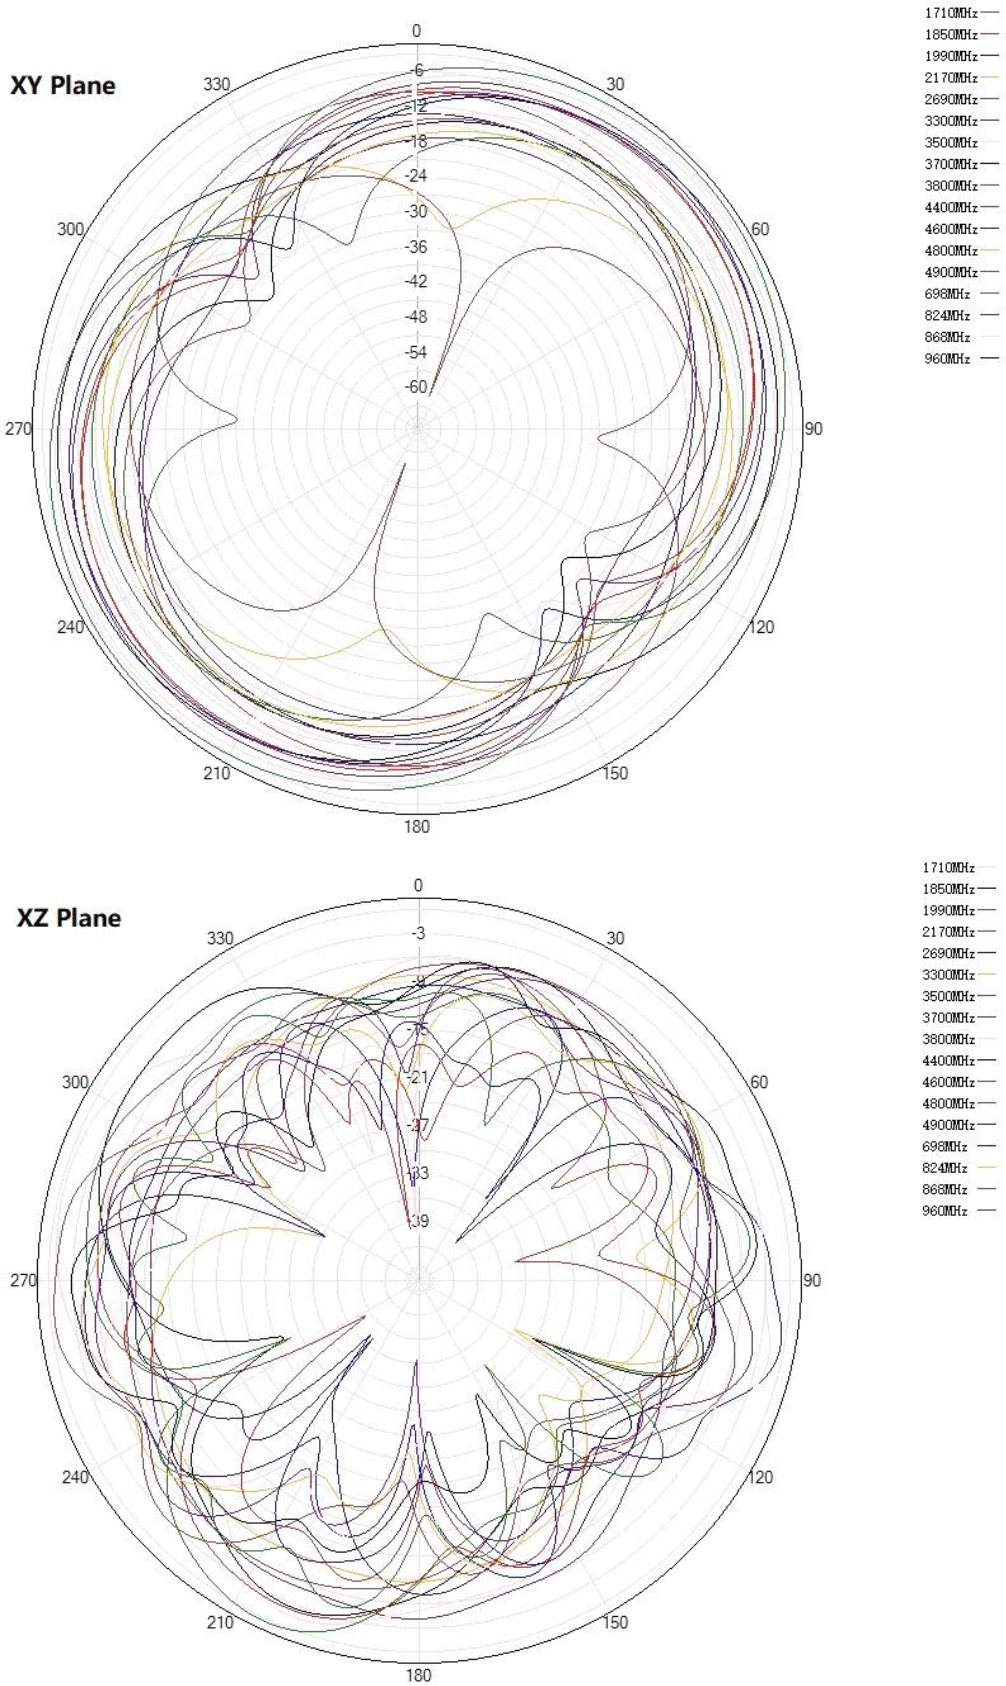 XY Plane
0
30
60
90
120
150
180
210
240
270
300
330
-6
-12
-18
-24
-30
-36
-42
-48
-54
-60
1710MHz
1850MHz
1990MHz
2170MHz
2690MHz
3300MHz
3500MHz
3700MHz
3800MHz
4400MHz
4600MHz
4800MHz
4900MHz
698MHz
824MHz
868MHz
960MHz
XZ Plane
0
30
60
90
120
150
180
210
240
270
300
330
-3
-9
-15
-21
-27
-33
-39
1710MHz
1850MHz
1990MHz
2170MHz
2690MHz
3300MHz
3500MHz
3700MHz
3800MHz
4400MHz
4600MHz
4800MHz
4900MHz
698MHz
824MHz
868MHz
960MHz